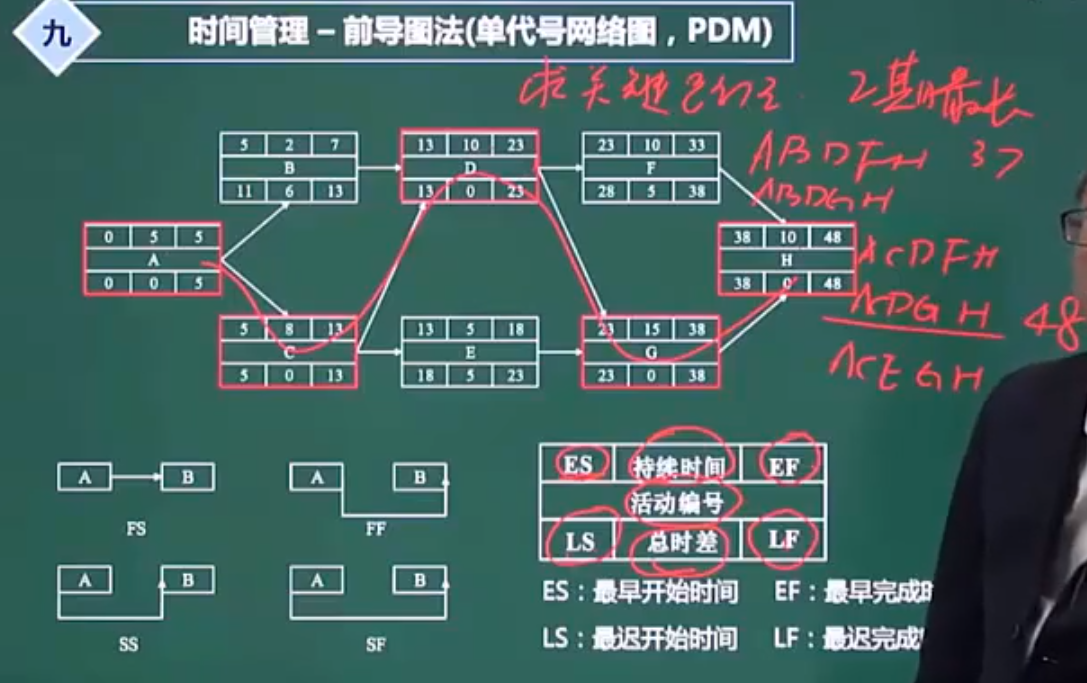 九
时间管理 – 前导图法(单代号网络图，PDM)
求关键路径 工期最长
5 2 7
B
11 6 13
13 10 23
D
13 0 23
23 10 33
F
28 5 38
ABDFH 37
ABDGH
0 5 5
A
0 0 5
38 10 48
H
38 0 48
ACDFH
ACDGH 48
ACEGH
5 8 13
C
5 0 13
13 5 18
E
18 5 23
23 15 38
G
23 0 38
A B
FS
A B
FF
A B
SS
A B
SF
ES 持续时间 EF
活动编号
LS 总时差 LF
ES：最早开始时间 EF：最早完成时
LS：最迟开始时间 LF：最迟完成